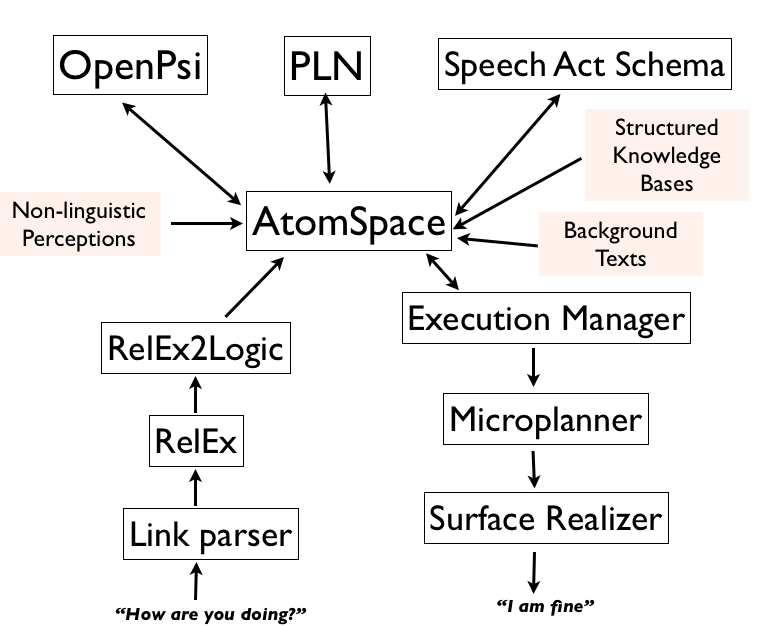 OpenPsi
PLN
Speech Act Schema
Structured
Knowledge
Bases
Non-linguistic
Perceptions
AtomSpace
Background
Texts
RelEx2Logic
Execution Manager
RelEx
Microplanner
Link parser
Surface Realizer
“How are you doing?”
“I am fine”